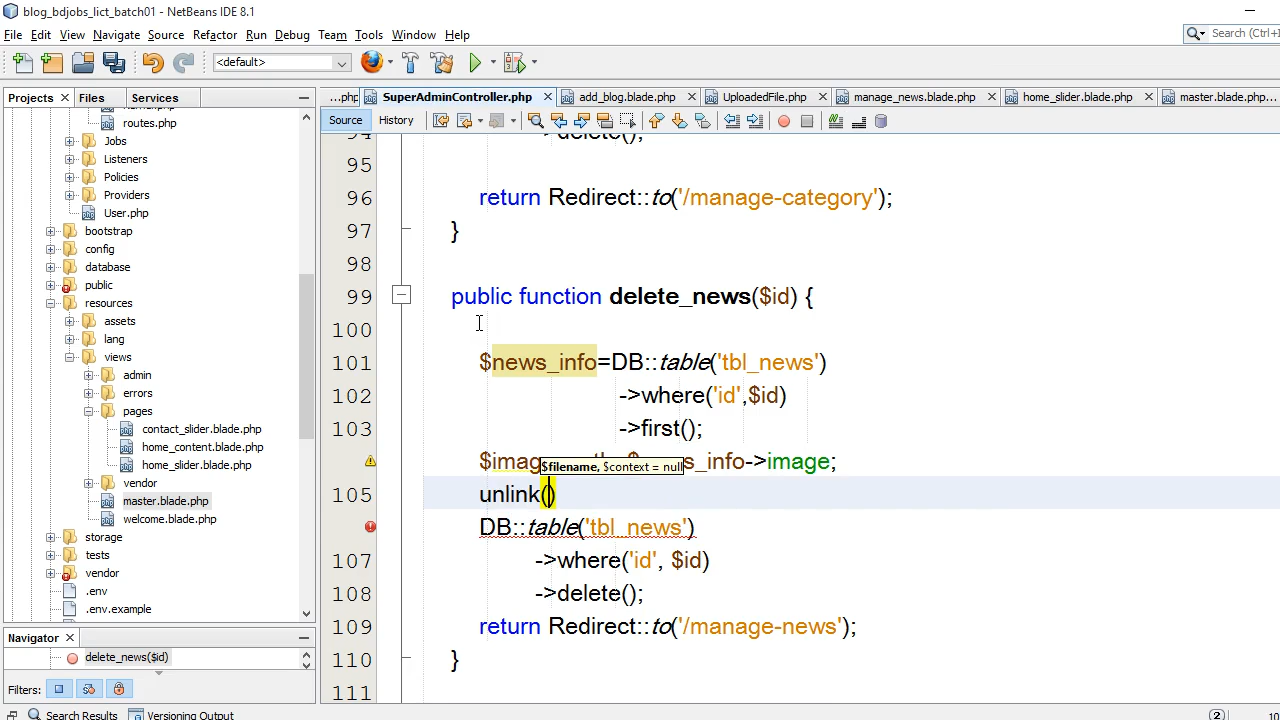 blog_bdjobs_lict_batch01 - NetBeans IDE 8.1
File Edit View Navigate Source Refactor Run Debug Team Tools Window Help
Search (Ctrl+I
<default>
Projects Files Services
...php SuperAdminController.php add_blog.blade.php UploadedFile.php manage_news.blade.php home_slider.blade.php master.blade.php...
Source History
routes.php
Jobs
Listeners
Policies
Providers
User.php
bootstrap
config
database
public
resources
assets
lang
views
admin
errors
pages
contact_slider.blade.php
home_content.blade.php
home_slider.blade.php
vendor
master.blade.php
welcome.blade.php
storage
tests
vendor
.env
.env.example
Navigator
delete_news($id)
Filters:
94 ->delete();
95
96 return Redirect::to('/manage-category');
97 }
98
99 public function delete_news($id) {
100
101 $news_info=DB::table('tbl_news')
102 ->where('id',$id)
103 ->first();
$imag s_info->image;
$filename, $context = null
105 unlink()
DB::table('tbl_news')
107 ->where('id', $id)
108 ->delete();
109 return Redirect::to('/manage-news');
110 }
111
Search Results Versioning Output
2